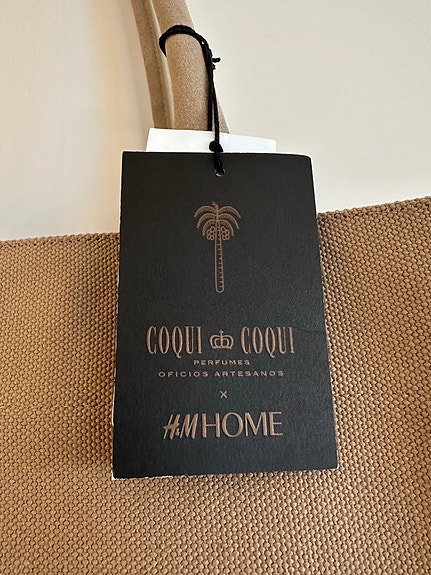 COQUI COQUI
PERFUMES
OFICIOS ARTESANOS
x
H&M HOME